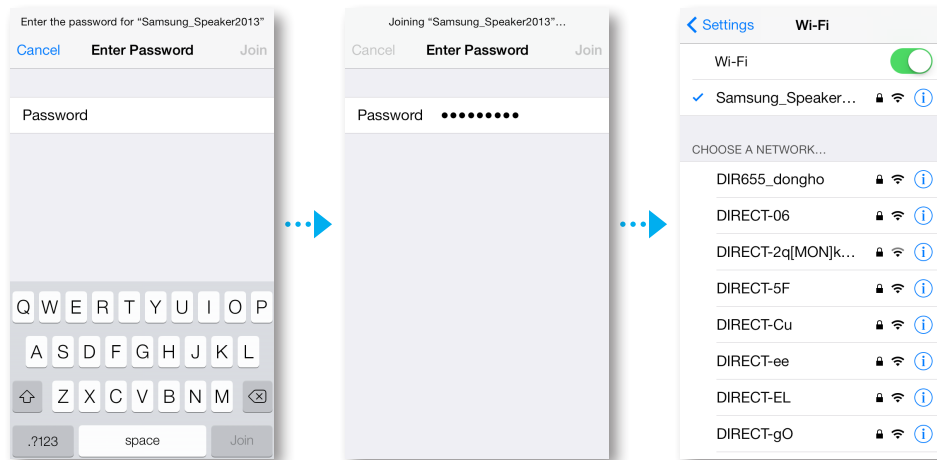 Enter the password for “Samsung_Speaker2013”
Cancel Enter Password Join
Password
Q W E R T Y U I O P
A S D F G H J K L
Z X C V B N M
.?123 space Join
Joining “Samsung_Speaker2013”…
Cancel Enter Password Join
Password •••••••••
Settings Wi-Fi
Wi-Fi
Samsung_Speaker…
CHOOSE A NETWORK…
DIR655_dongho
DIRECT-06
DIRECT-2q[MON]k…
DIRECT-5F
DIRECT-Cu
DIRECT-ee
DIRECT-EL
DIRECT-gO